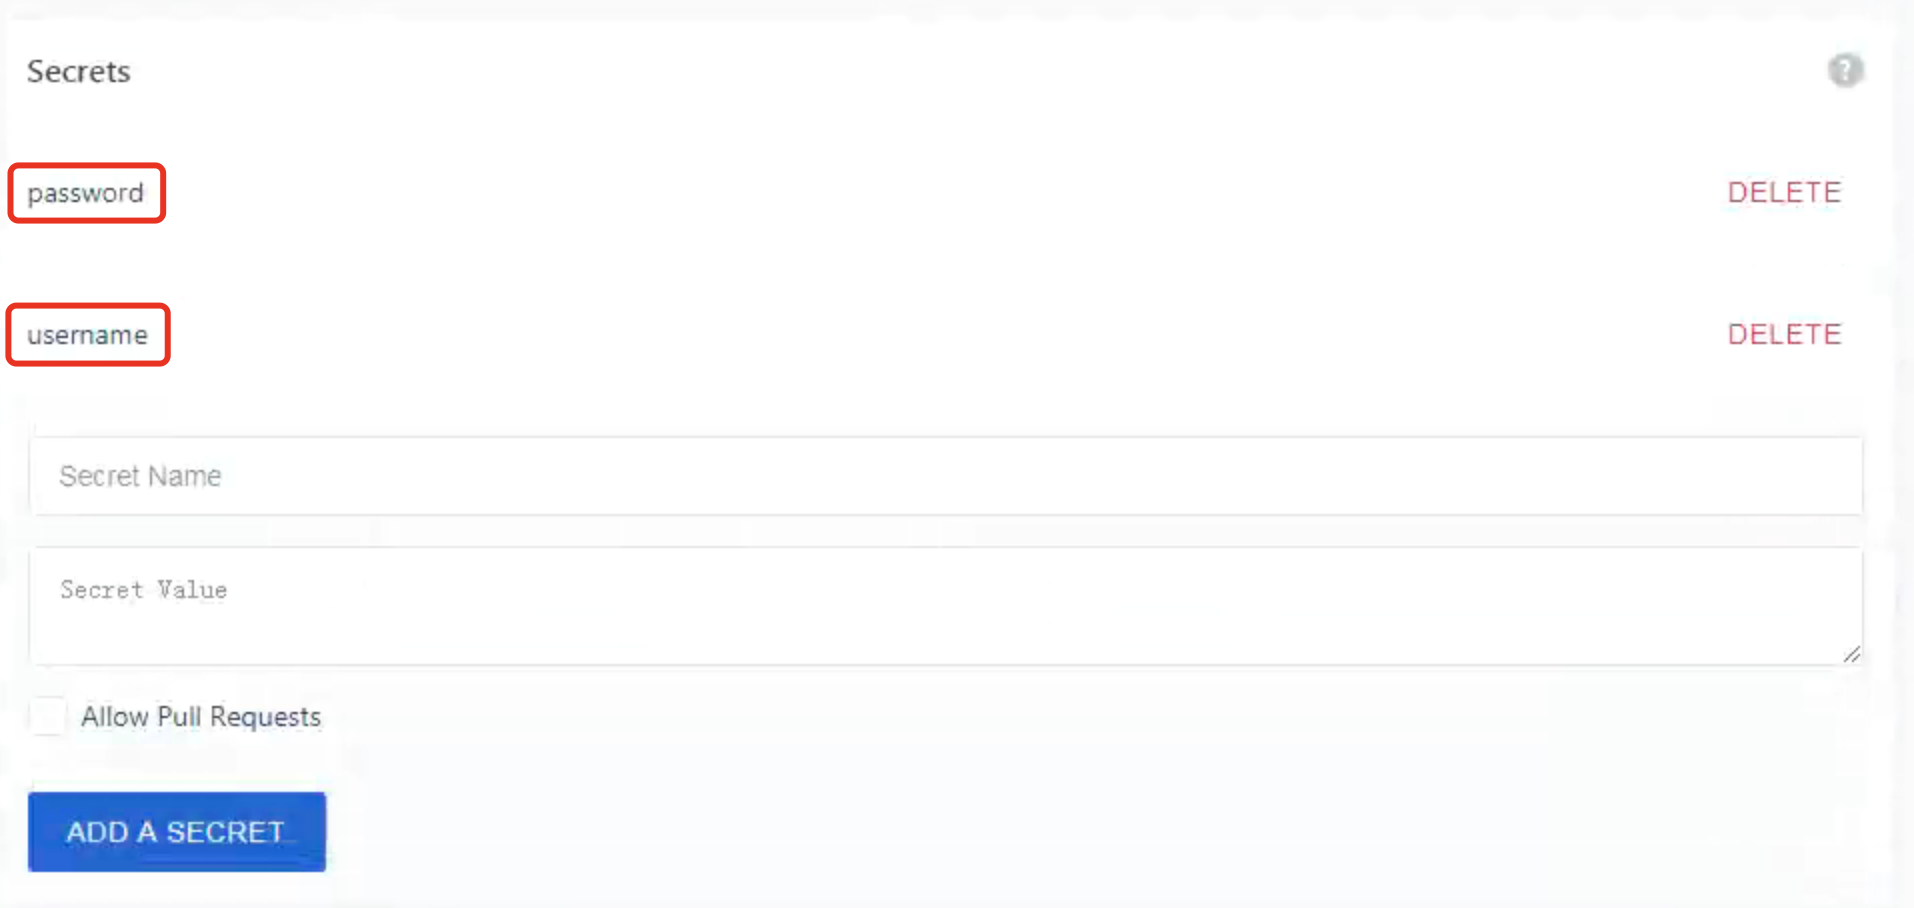 Secrets
?
password DELETE
username DELETE
Secret Name
Secret Value
Allow Pull Requests
ADD A SECRET